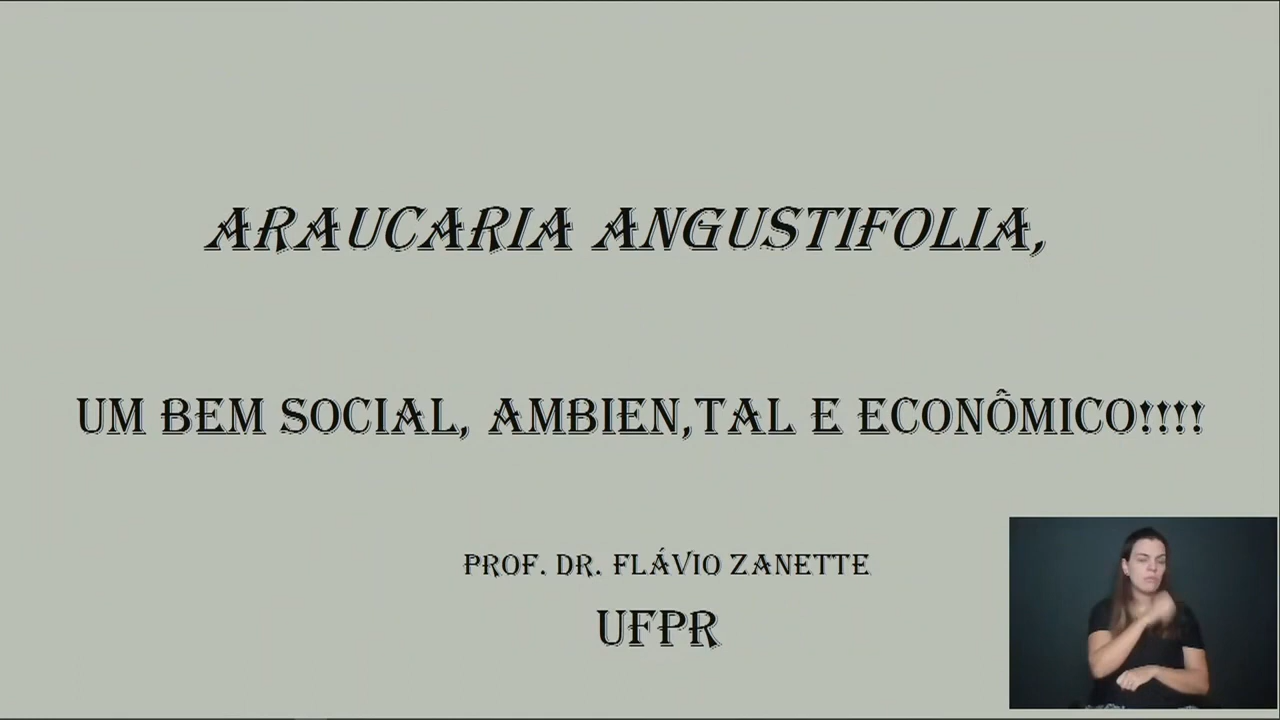 ARAUCARIA ANGUSTIFOLIA,
UM BEM SOCIAL, AMBIEN,TAL E ECONÔMICO!!!!
PROF. DR. FLÁVIO ZANETTE
UFPR